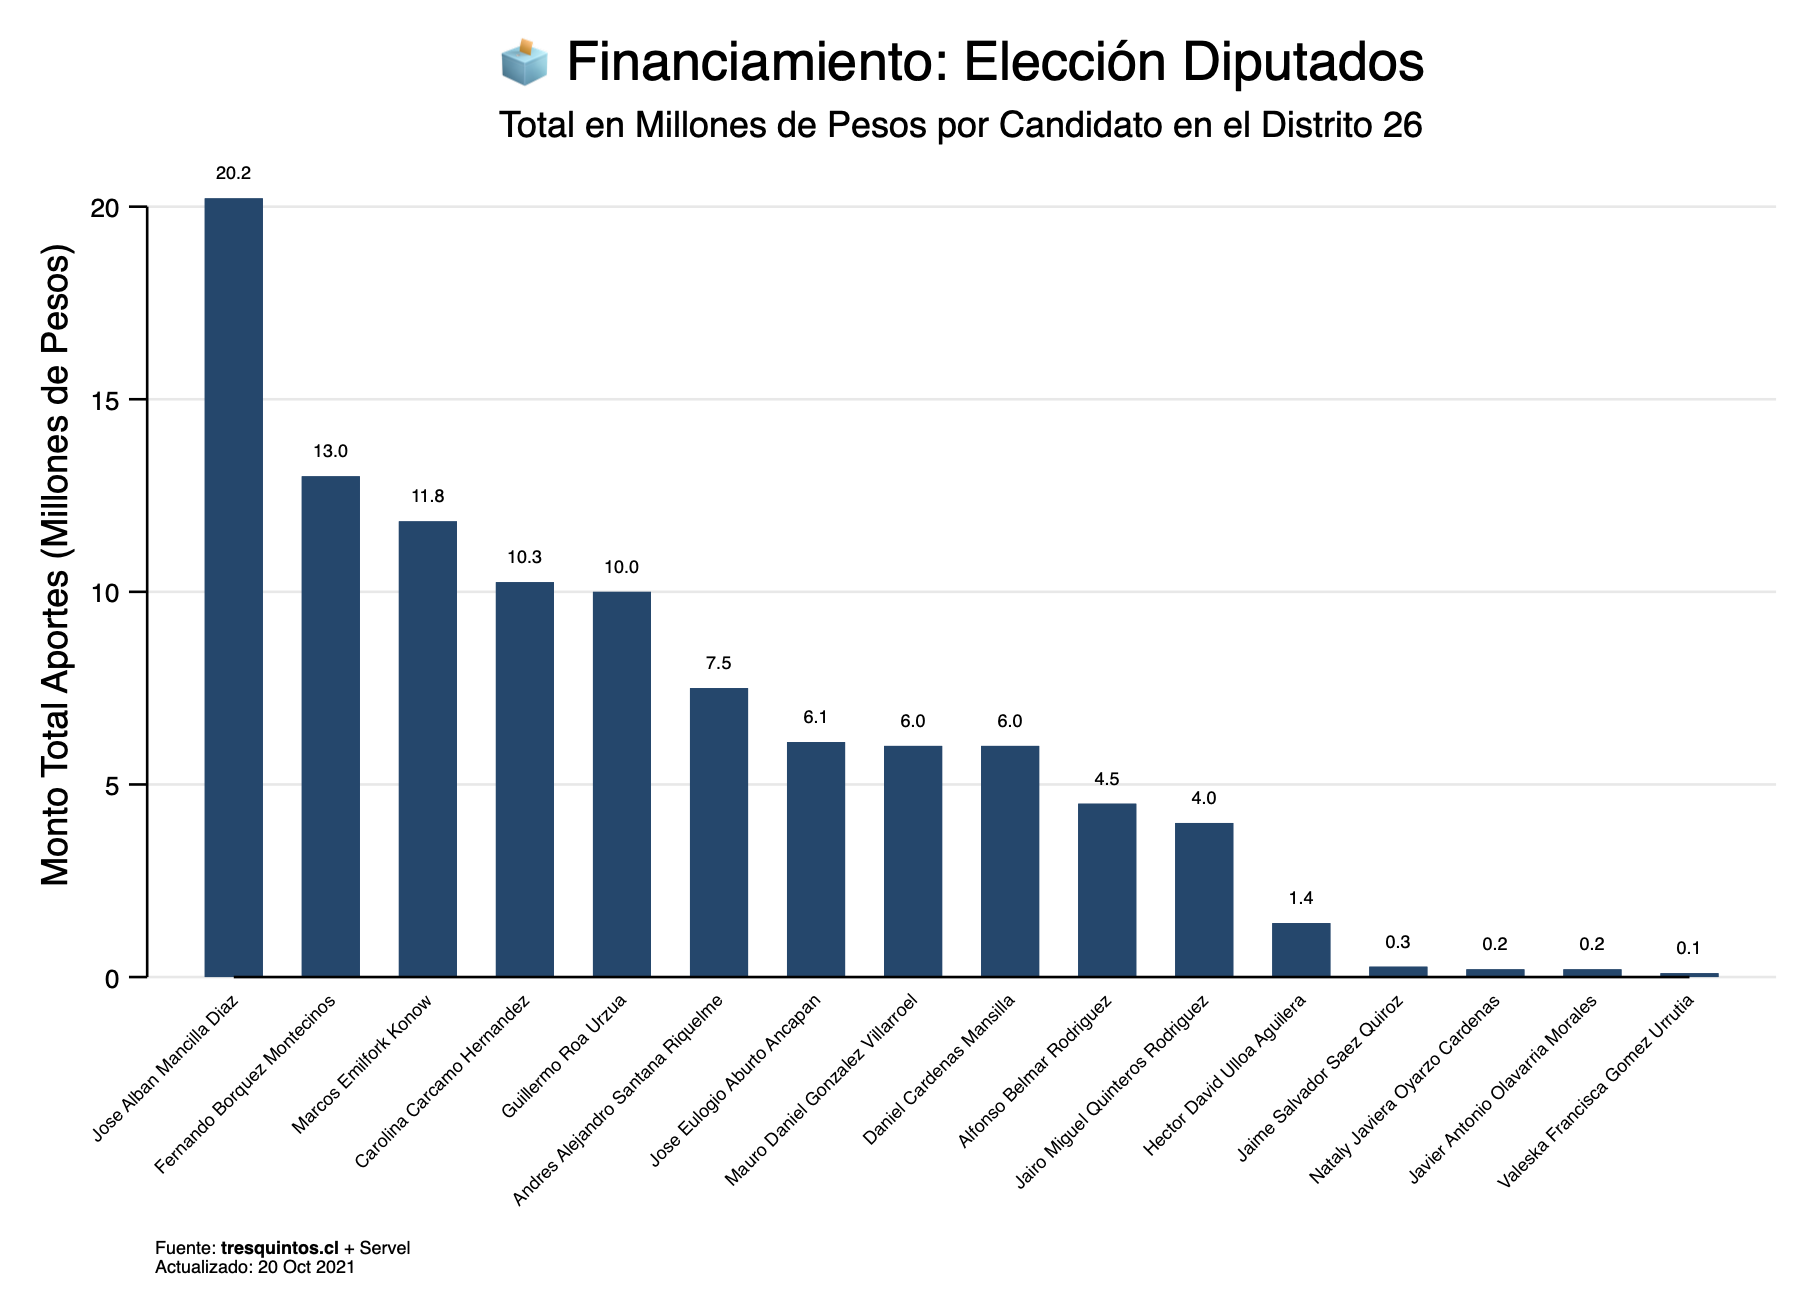 Financiamiento: Elección Diputados
Total en Millones de Pesos por Candidato en el Distrito 26
Monto Total Aportes (Millones de Pesos)
20
15
10
5
0
20.2
13.0
11.8
10.3
10.0
7.5
6.1
6.0
6.0
4.5
4.0
1.4
0.3
0.2
0.2
0.1
Jose Alban Mancilla Diaz
Fernando Borquez Montecinos
Marcos Emilfork Konow
Carolina Carcamo Hernandez
Guillermo Roa Urzua
Andres Alejandro Santana Riquelme
Jose Eulogio Aburto Ancapan
Mauro Daniel Gonzalez Villarroel
Daniel Cardenas Mansilla
Alfonso Belmar Rodriguez
Jairo Miguel Quinteros Rodriguez
Hector David Ulloa Aguilera
Jaime Salvador Saez Quiroz
Nataly Javiera Oyarzo Cardenas
Javier Antonio Olavarria Morales
Valeska Francisca Gomez Urrutia
Fuente: tresquintos.cl + Servel
Actualizado: 20 Oct 2021